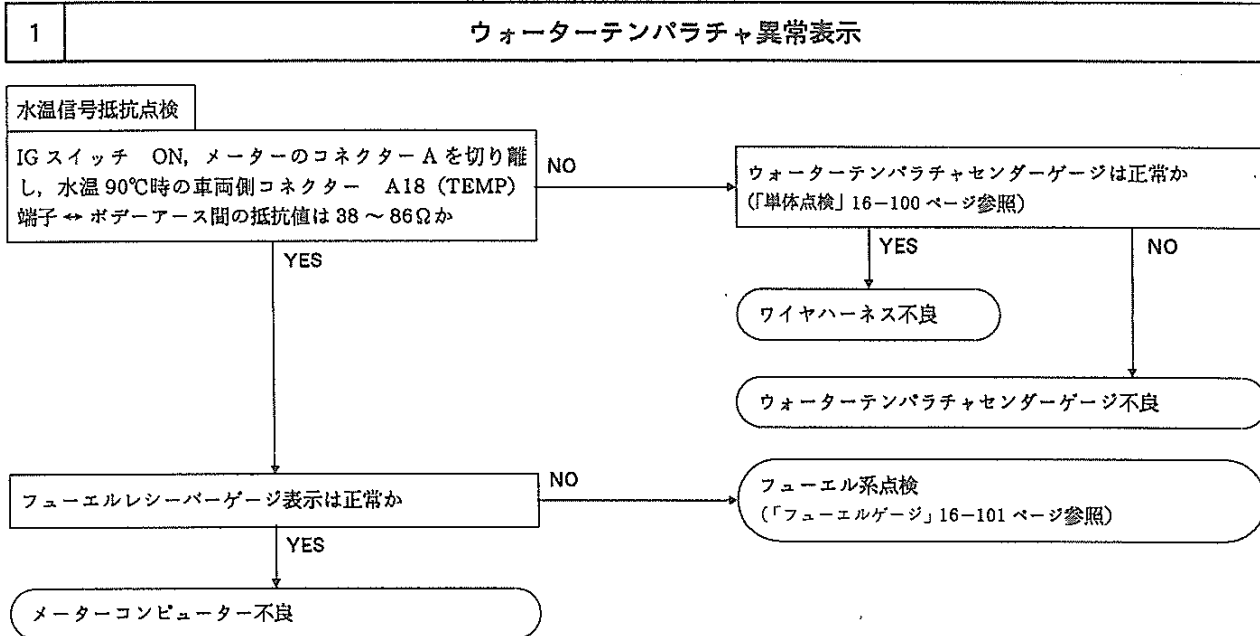 1
ウォーターテンパラチャ異常表示
水温信号抵抗点検
IG スイッチ ON, メーターのコネクター A を切り離
し, 水温 90℃時の車両側コネクター A18 (TEMP)
端子 ↔ ボデーアース間の抵抗値は 38 ~ 86Ωか
NO
ウォーターテンパラチャセンダーゲージは正常か
(「単体点検」16-100 ページ参照)
YES
YES
NO
ワイヤハーネス不良
ウォーターテンパラチャセンダーゲージ不良
フューエルレシーバーゲージ表示は正常か
NO
フューエル系点検
(「フューエルゲージ」16-101 ページ参照)
YES
メーターコンピューター不良